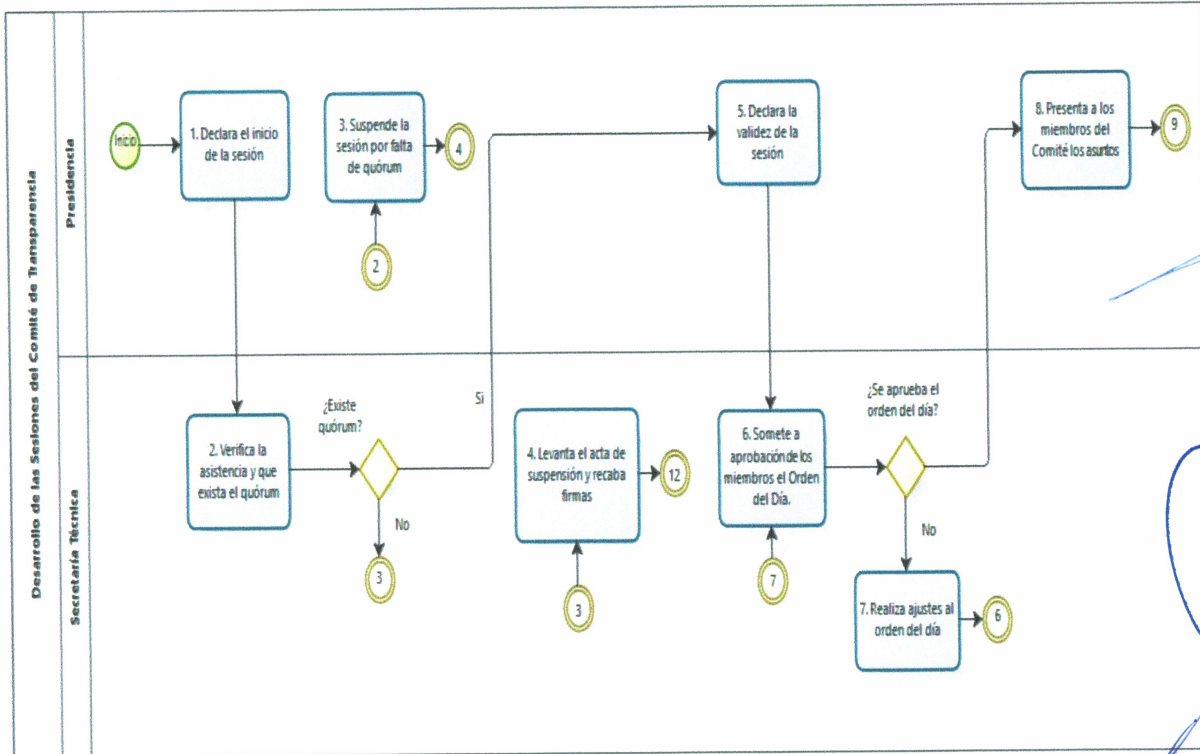 Desarrollo de las Sesiones del Comité de Transparencia
Presidencia
Inicio
1. Declara el inicio
de la sesión
3. Suspende la
sesión por falta
de quórum
4
2
5. Declara la
validez de la
sesión
8. Presenta a los
miembros del
Comité los asuntos
9
Secretaría Técnica
2. Verifica la
asistencia y que
exista el quórum
¿Existe
quórum?
Si
No
3
4. Levanta el acta de
suspensión y recaba
firmas
12
3
6. Somete a
aprobación de los
miembros el Orden
del Día.
7
¿Se aprueba el
orden del día?
No
7. Realiza ajustes al
orden del día
6